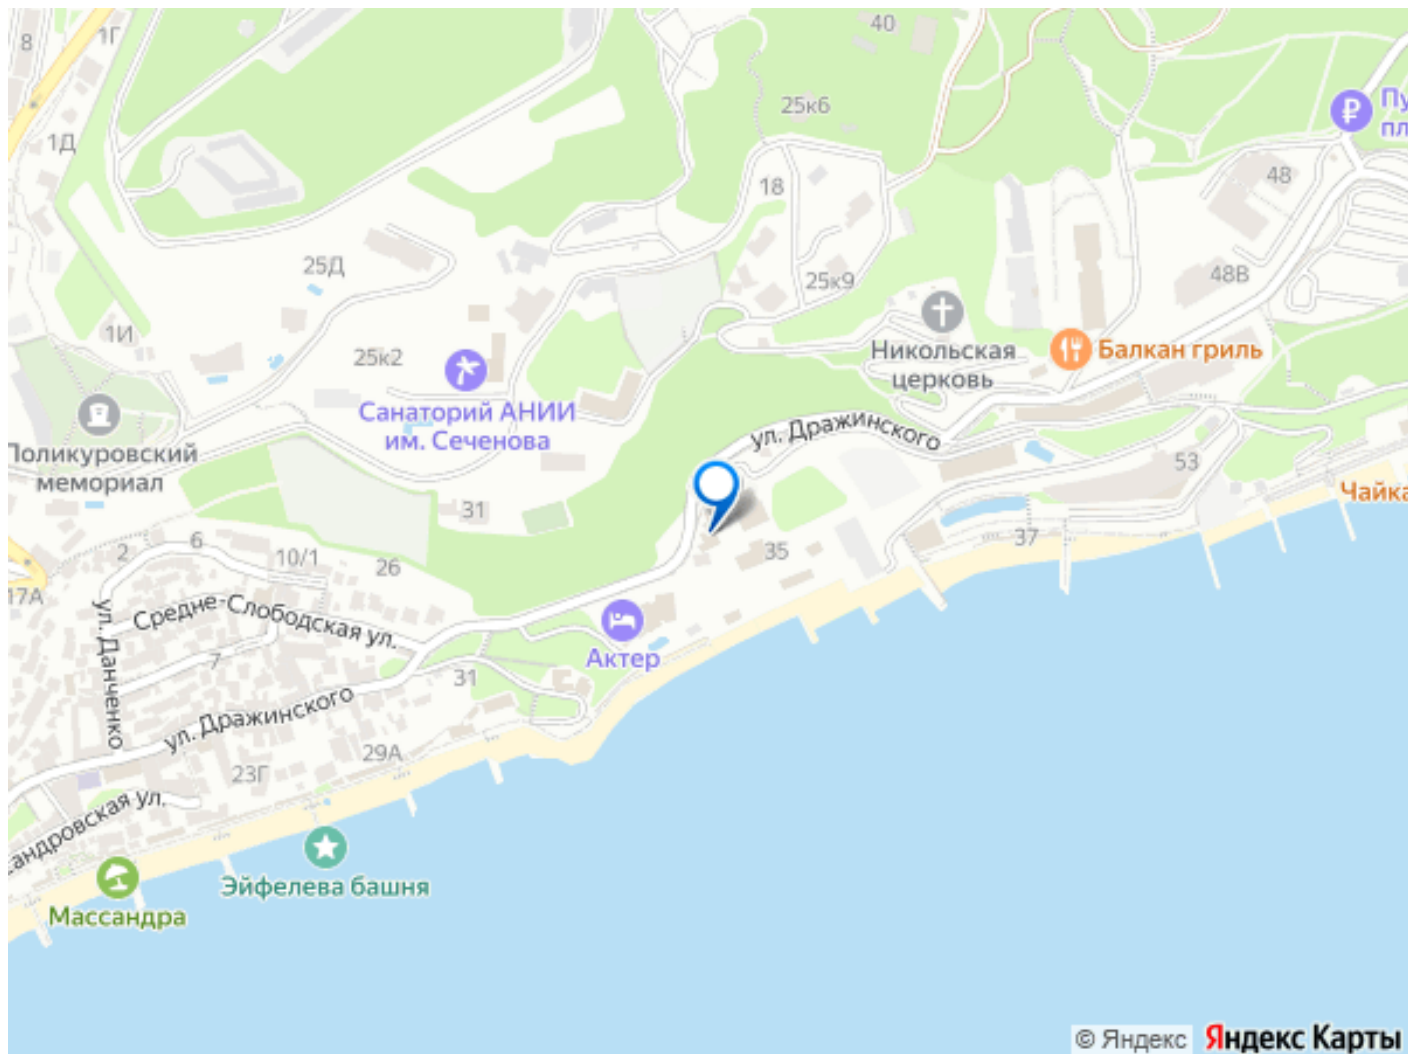 40
1Г
8
Пу
пл
25к6
1Д
18
48
25Д
25к9
48В
1И
25к2
Никольская
церковь
Балкан гриль
Санаторий АНИИ
им. Сеченова
ул. Дражинского
Поликуровский
мемориал
53
Чайка
31
37
2
6
10/1
35
26
17А
Средне-Слободская ул.
ул. Данченко
7
Актер
31
ул. Дражинского
29А
23Г
сандровская ул.
Эйфелева башня
Массандра
© Яндекс
Яндекс Карты